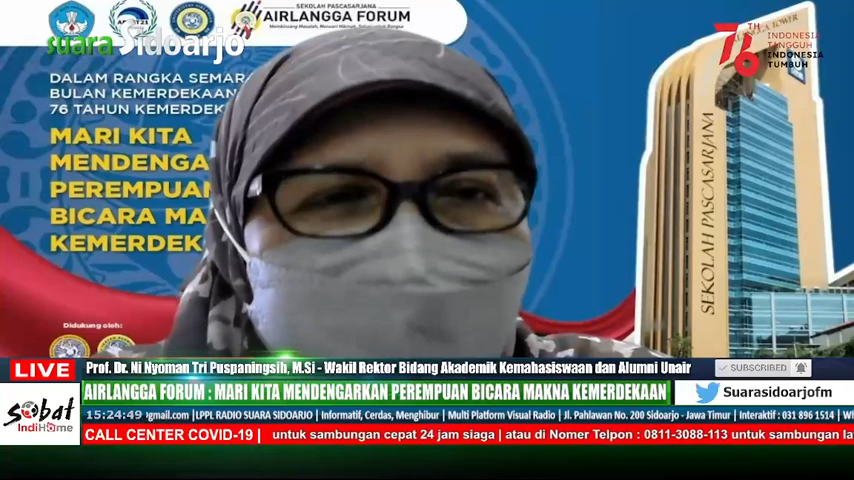 SEKOLAH PASCASARJANA
AIRLANGGA FORUM
suara Sidoarjo
76 TH
INDONESIA
TANGGUH
INDONESIA
TUMBUH
DALAM RANGKA SEMAR
BULAN KEMERDEKAAN
76 TAHUN KEMERDEK
MARI KITA
MENDENGA
PEREMPUAN
BICARA MA
KEMERDEK
Didukung oleh:
SEKOLAH PASCASARJANA
LIVE
Prof. Dr. Ni Nyoman Tri Puspaningsih, M.Si - Wakil Rektor Bidang Akademik Kemahasiswaan dan Alumni Unair
SUBSCRIBED
AIRLANGGA FORUM : MARI KITA MENDENGARKAN PEREMPUAN BICARA MAKNA KEMERDEKAAN
Suarasidoarjofm
Sobat
IndiHome
15:24:49 gmail.com |LPPL RADIO SUARA SIDOARJO | Informatif, Cerdas, Menghibur | Multi Platform Visual Radio | Jl. Pahlawan No. 200 Sidoarjo - Jawa Timur | Interaktif : 031 896 1514 | Wh
CALL CENTER COVID-19 | untuk sambungan cepat 24 jam siaga | atau di Nomer Telpon : 0811-3088-113 untuk sambungan la